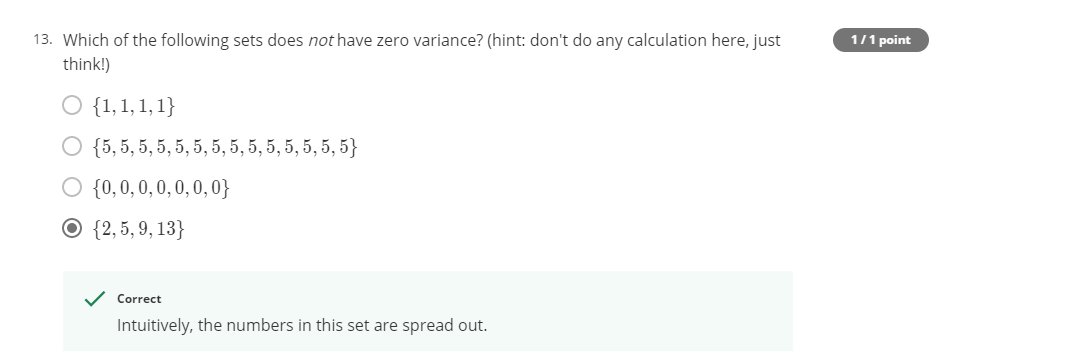 13. Which of the following sets does not have zero variance? (hint: don't do any calculation here, just
think!)
1 / 1 point
{1, 1, 1, 1}
{5, 5, 5, 5, 5, 5, 5, 5, 5, 5, 5, 5, 5, 5}
{0, 0, 0, 0, 0, 0, 0}
{2, 5, 9, 13}
Correct
Intuitively, the numbers in this set are spread out.